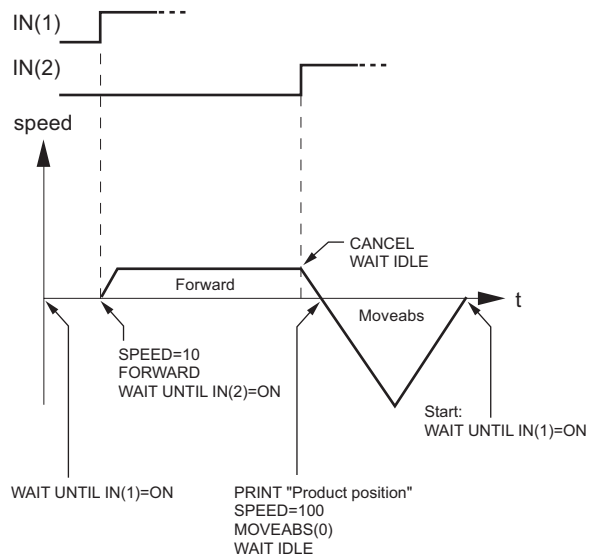 IN(1)
IN(2)
speed
CANCEL
WAIT IDLE
Forward
t
Moveabs
SPEED=10
FORWARD
WAIT UNTIL IN(2)=ON
Start:
WAIT UNTIL IN(1)=ON
WAIT UNTIL IN(1)=ON
PRINT "Product position"
SPEED=100
MOVEABS(0)
WAIT IDLE